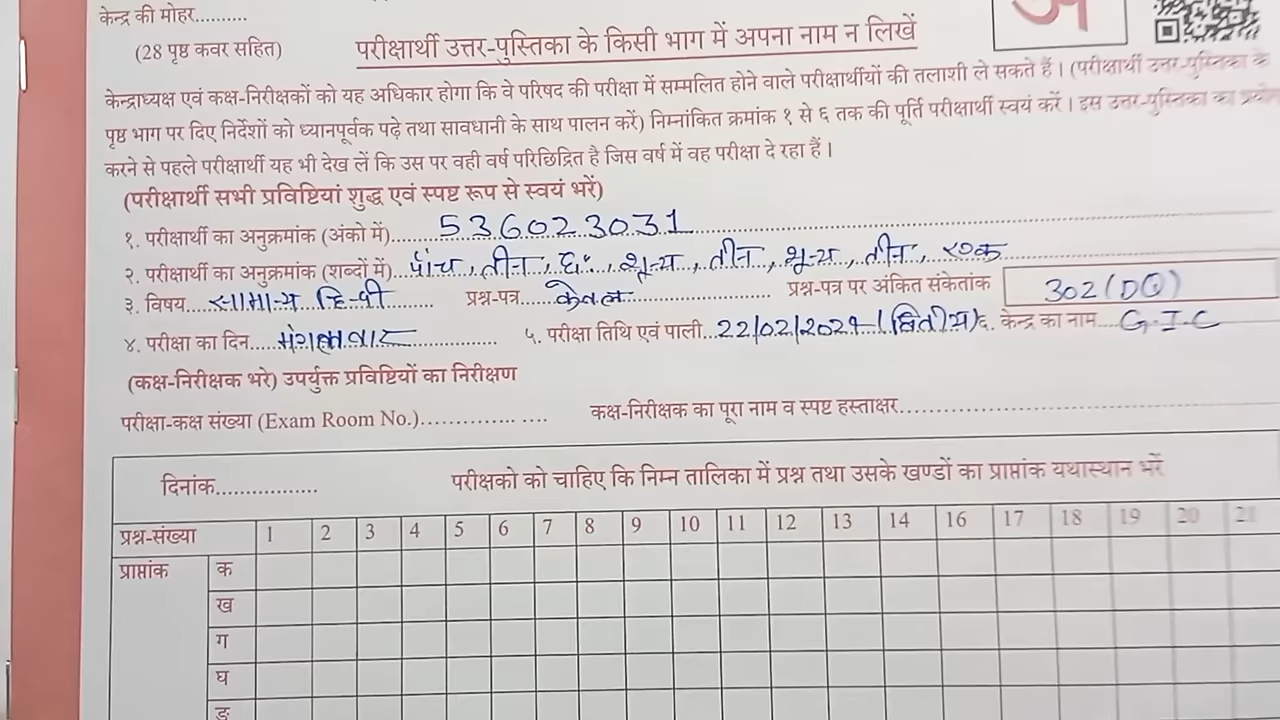 केन्द्र की मोहर..........
(28 पृष्ठ कवर सहित) परीक्षार्थी उत्तर-पुस्तिका के किसी भाग में अपना नाम न लिखें
केन्द्राध्यक्ष एवं कक्ष-निरीक्षकों को यह अधिकार होगा कि वे परिषद की परीक्षा में सम्मलित होने वाले परीक्षार्थीयों की तलाशी ले सकते हैं। (परीक्षार्थी उत्तर-पुस्तिका के
पृष्ठ भाग पर दिए निर्देशों को ध्यानपूर्वक पढ़े तथा सावधानी के साथ पालन करें) निम्नांकित क्रमांक १ से ६ तक की पूर्ति परीक्षार्थी स्वयं करें। इस उत्तर-पुस्तिका का प्रयोग
करने से पहले परीक्षार्थी यह भी देख लें कि उस पर वही वर्ष परिछिद्रित है जिस वर्ष में वह परीक्षा दे रहा हैं।
(परीक्षार्थी सभी प्रविष्टियां शुद्ध एवं स्पष्ट रूप से स्वयं भरें)
१. परीक्षार्थी का अनुक्रमांक (अंको में)....536023031
२. परीक्षार्थी का अनुक्रमांक (शब्दों में)...पांच, तीन, छः, शून्य, तीन, शून्य, तीन, एक
३. विषय...सामान्य हिन्दी....... प्रश्न-पत्र....केवल.................. प्रश्न-पत्र पर अंकित संकेतांक 302(DQ)
४. परीक्षा का दिन....मंगलवार............ ५. परीक्षा तिथि एवं पाली...22/02/2027 (द्वितीय) ६. केन्द्र का नाम....G.I.C
(कक्ष-निरीक्षक भरे) उपर्युक्त प्रविष्टियों का निरीक्षण
परीक्षा-कक्ष संख्या (Exam Room No.)............... .... कक्ष-निरीक्षक का पूरा नाम व स्पष्ट हस्ताक्षर..........................
दिनांक................. परीक्षको को चाहिए कि निम्न तालिका में प्रश्न तथा उसके खण्डों का प्राप्तांक यथास्थान भरें
प्रश्न-संख्या 1 2 3 4 5 6 7 8 9 10 11 12 13 14 16 17 18 19 20 21
प्राप्तांक क
ख
ग
घ
ङ